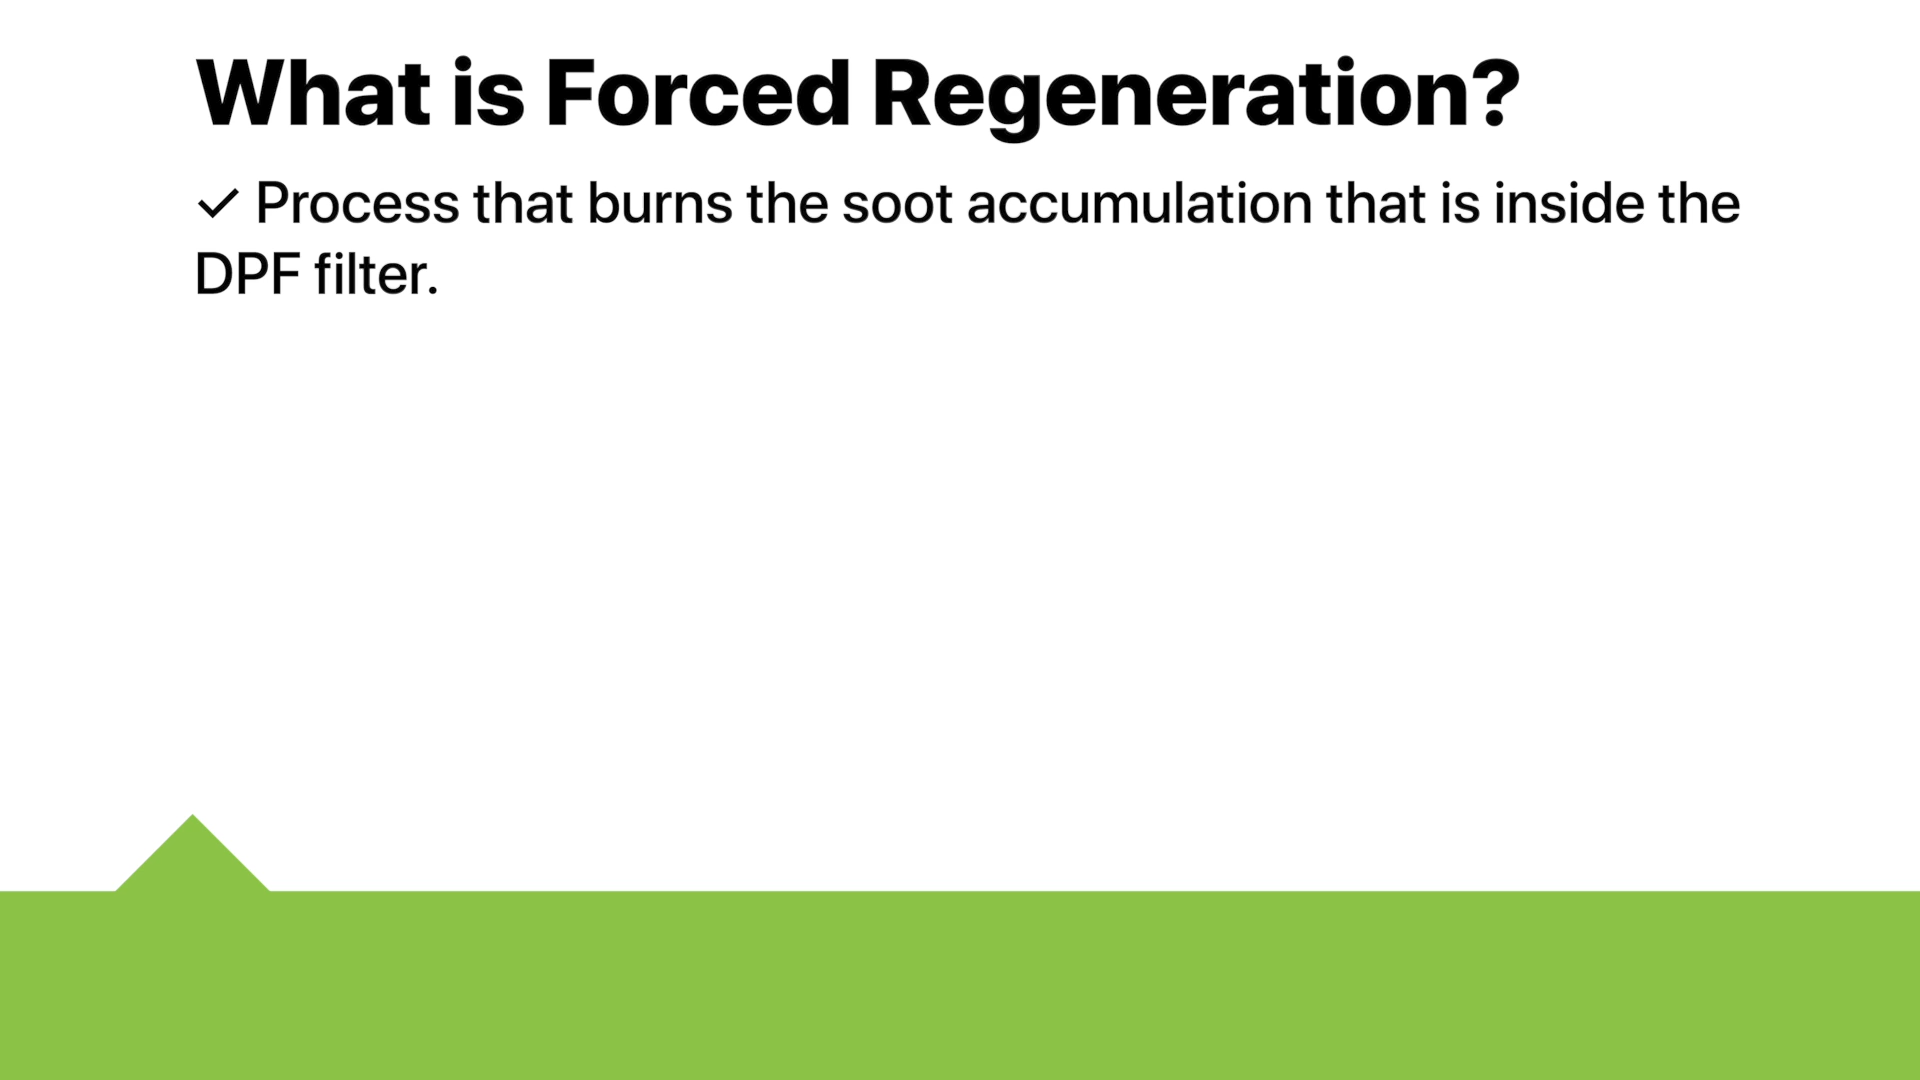 What is Forced Regeneration?
✓ Process that burns the soot accumulation that is inside the
DPF filter.